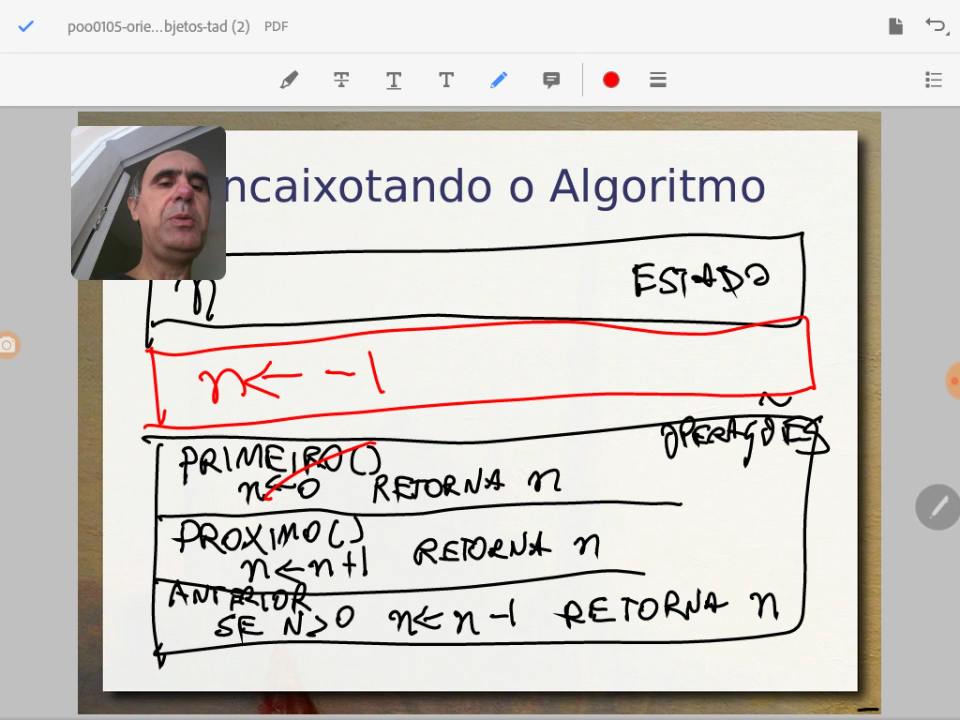 poo0105-orie...bjetos-tad (2) PDF
ncaixotando o Algoritmo
n ESTADO
n ← -1
OPERAÇÕES
PRIMEIRO()
n ← 0 RETORNA n
PROXIMO()
n ← n +1 RETORNA n
ANTERIOR
SE N > 0 n ← n -1 RETORNA n